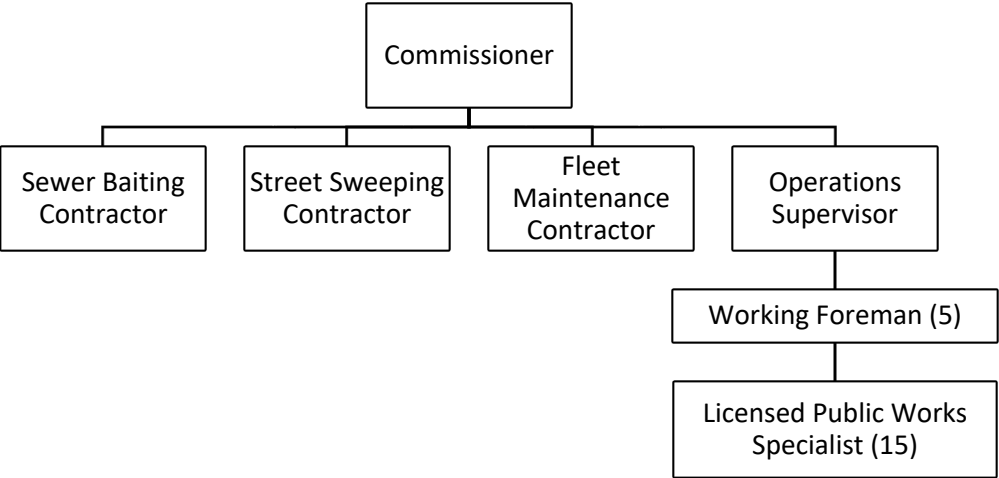 Commissioner
Sewer Baiting
Contractor
Street Sweeping
Contractor
Fleet
Maintenance
Contractor
Operations
Supervisor
Working Foreman (5)
Licensed Public Works
Specialist (15)